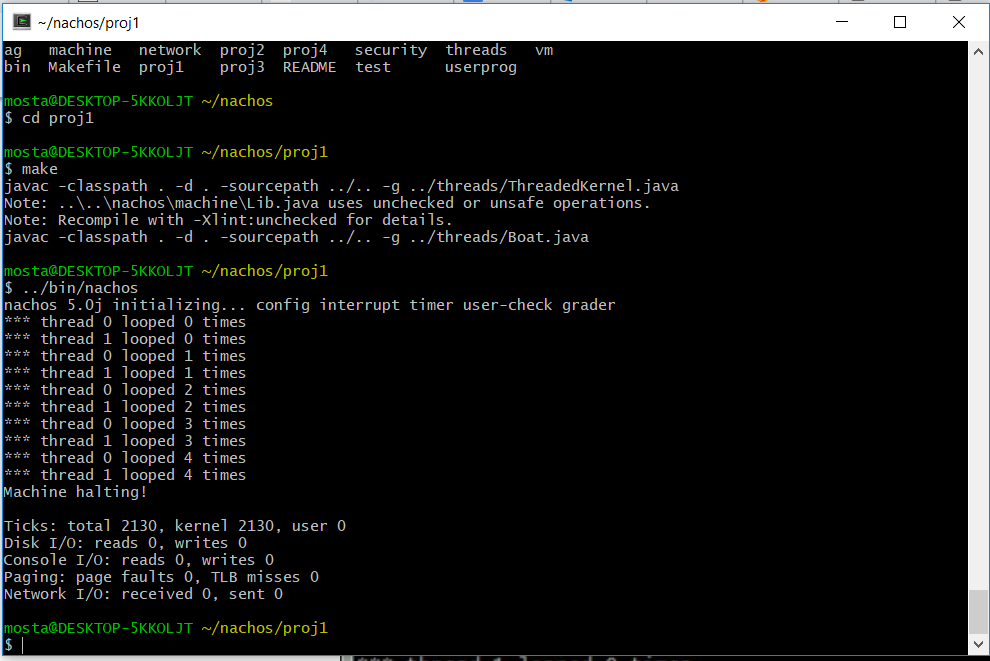 ~/nachos/proj1
ag   machine   network  proj2  proj4   security  threads   vm
bin  Makefile  proj1    proj3  README  test      userprog
mosta@DESKTOP-5KKOLJT ~/nachos
$ cd proj1
mosta@DESKTOP-5KKOLJT ~/nachos/proj1
$ make
javac -classpath . -d . -sourcepath ../.. -g ../threads/ThreadedKernel.java
Note: ..\..\nachos\machine\Lib.java uses unchecked or unsafe operations.
Note: Recompile with -Xlint:unchecked for details.
javac -classpath . -d . -sourcepath ../.. -g ../threads/Boat.java
mosta@DESKTOP-5KKOLJT ~/nachos/proj1
$ ../bin/nachos
nachos 5.0j initializing... config interrupt timer user-check grader
*** thread 0 looped 0 times
*** thread 1 looped 0 times
*** thread 0 looped 1 times
*** thread 1 looped 1 times
*** thread 0 looped 2 times
*** thread 1 looped 2 times
*** thread 0 looped 3 times
*** thread 1 looped 3 times
*** thread 0 looped 4 times
*** thread 1 looped 4 times
Machine halting!
Ticks: total 2130, kernel 2130, user 0
Disk I/O: reads 0, writes 0
Console I/O: reads 0, writes 0
Paging: page faults 0, TLB misses 0
Network I/O: received 0, sent 0
mosta@DESKTOP-5KKOLJT ~/nachos/proj1
$